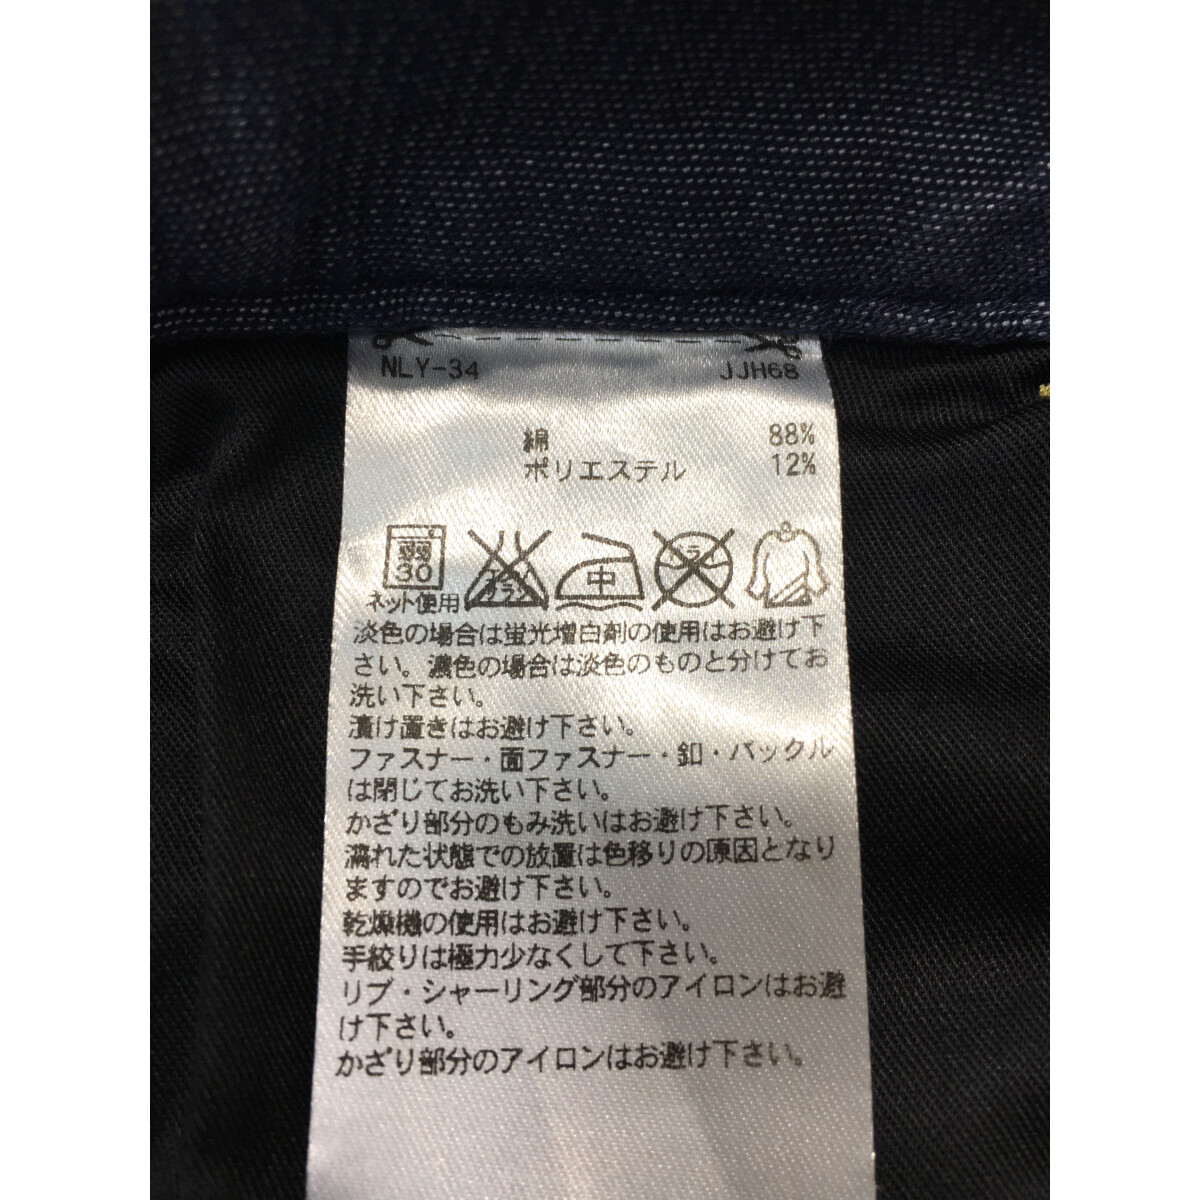 NLY-34 JJH68
綿 88%
ポリエステル 12%
弱 30 エンソサラシ 中 ドライ
ネット使用
淡色の場合は蛍光増白剤の使用はお避け下
さい。濃色の場合は淡色のものと分けてお
洗い下さい。
漬け置きはお避け下さい。
ファスナー・面ファスナー・釦・バックル
は閉じてお洗い下さい。
かざり部分のもみ洗いはお避け下さい。
濡れた状態での放置は色移りの原因となり
ますのでお避け下さい。
乾燥機の使用はお避け下さい。
手絞りは極力少なくして下さい。
リブ・シャーリング部分のアイロンはお避
け下さい。
かざり部分のアイロンはお避け下さい。